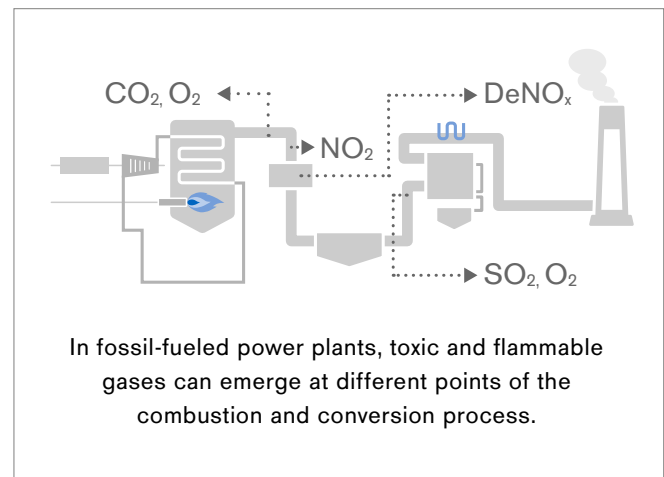 CO₂, O₂
DeNOₓ
NO₂
SO₂, O₂
In fossil-fueled power plants, toxic and flammable
gases can emerge at different points of the
combustion and conversion process.